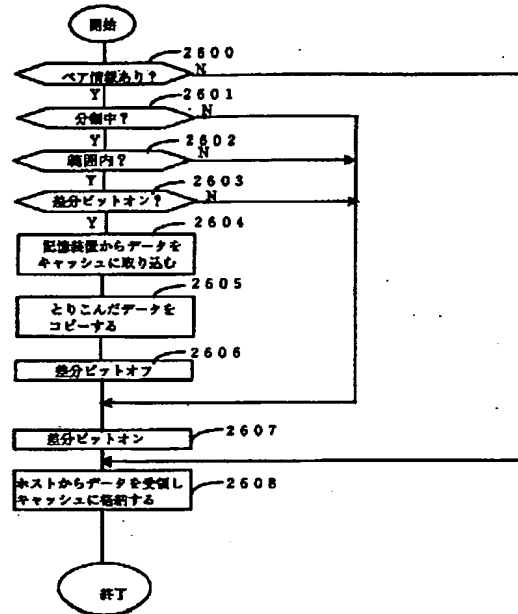 開始
2600
ペア情報あり？ N
Y
2601
分割中？ N
Y
2602
範囲内？ N
Y
2603
差分ビットオン？ N
Y
2604
記憶装置からデータを
キャッシュに取り込む
2605
とりこんだデータを
コピーする
2606
差分ビットオフ
差分ビットオン 2607
ホストからデータを受領し
キャッシュに格納する 2608
終了